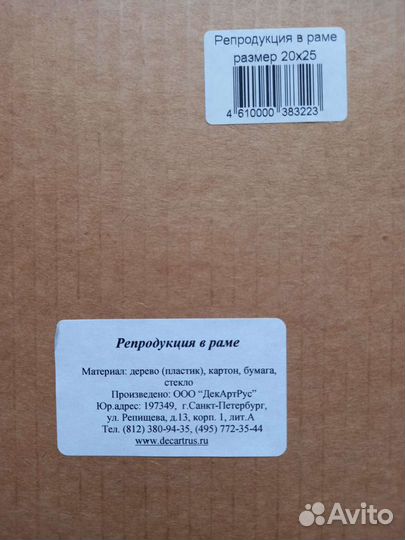 Репродукция в раме
размер 20x25
4 610000 383223
Репродукция в раме
Материал: дерево (пластик), картон, бумага,
стекло
Произведено: ООО “ДекАртРус”
Юр.адрес: 197349, г.Санкт-Петербург,
ул. Репищева, д.13, корп. 1, лит.А
Тел. (812) 380-94-35, (495) 772-35-44
www.decartrus.ru
Avito